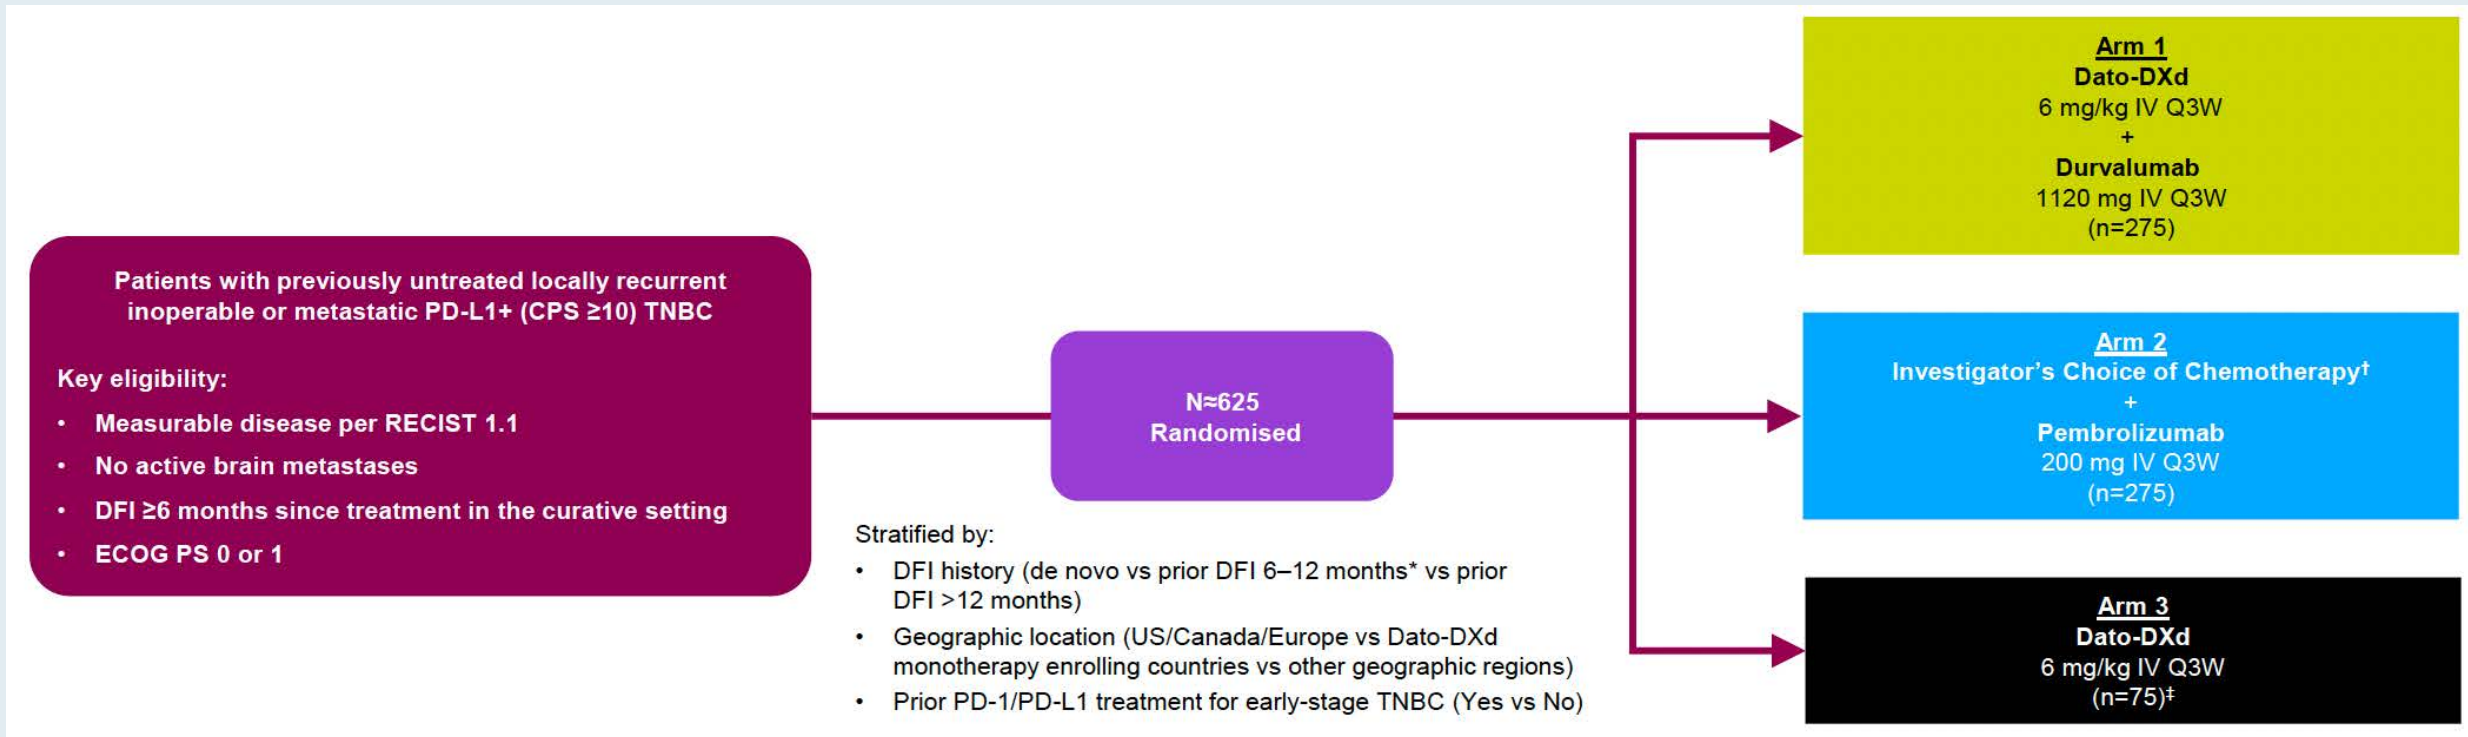 Patients with previously untreated locally recurrent
inoperable or metastatic PD-L1+ (CPS ≥10) TNBC
Key eligibility:
• Measurable disease per RECIST 1.1
• No active brain metastases
• DFI ≥6 months since treatment in the curative setting
• ECOG PS 0 or 1
N≈625
Randomised
Stratified by:
• DFI history (de novo vs prior DFI 6–12 months* vs prior
DFI >12 months)
• Geographic location (US/Canada/Europe vs Dato-DXd
monotherapy enrolling countries vs other geographic regions)
• Prior PD-1/PD-L1 treatment for early-stage TNBC (Yes vs No)
Arm 1
Dato-DXd
6 mg/kg IV Q3W
+
Durvalumab
1120 mg IV Q3W
(n=275)
Arm 2
Investigator’s Choice of Chemotherapy†
+
Pembrolizumab
200 mg IV Q3W
(n=275)
Arm 3
Dato-DXd
6 mg/kg IV Q3W
(n=75)‡